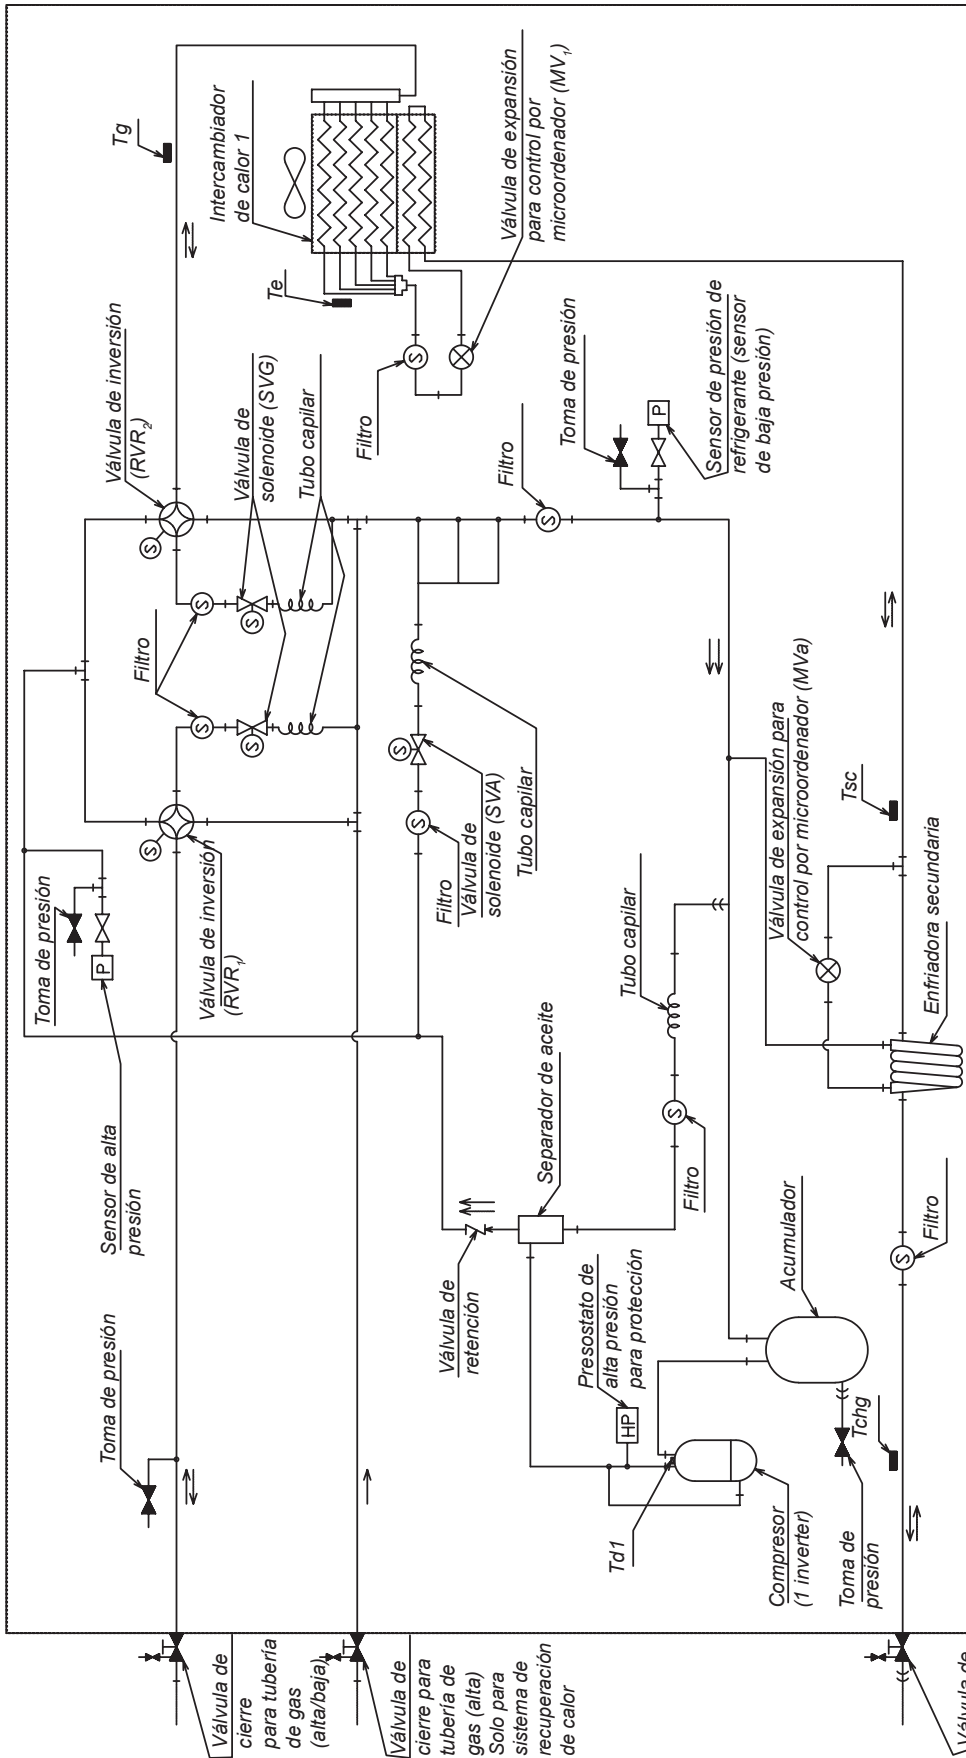 Tg
Intercambiador
de calor 1
Te
Válvula de expansión
para control por
microordenador (MV₁)
Válvula de inversión
(RVR₂)
Válvula de
solenoide (SVG)
Tubo capilar
Filtro
Filtro
Toma de presión
P
Sensor de presión de
refrigerante (sensor
de baja presión)
Filtro
S
S
S
S
S
S
S
S
S
S
S
S
S
Toma de presión
P
Válvula de inversión
(RVR₁)
Filtro
Válvula de
solenoide (SVA)
Tubo capilar
Válvula de expansión para
control por microordenador (MVa)
Tsc
Sensor de alta
presión
Separador de aceite
Tubo capilar
Filtro
Enfriadora secundaria
Toma de presión
Válvula de
retención
Presostato de
alta presión
para protección
HP
Td1
Compresor
(1 inverter)
Acumulador
Toma de
presión
Tchg
Filtro
Válvula de
cierre
para tubería
de gas
(alta/baja)
Válvula de
cierre para
tubería de
gas (alta)
Solo para
sistema de
recuperación
de calor
Válvula de